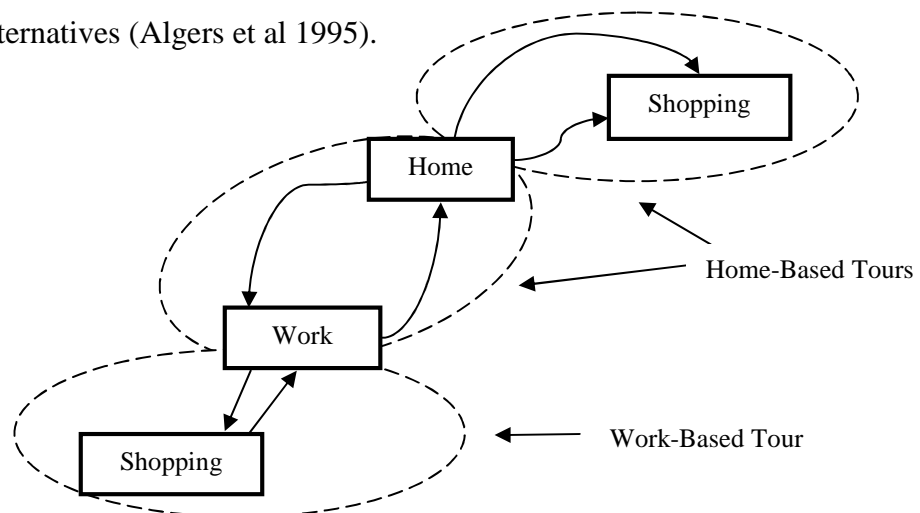 ternatives (Algers et al 1995).
Shopping
Home
Home-Based Tours
Work
Work-Based Tour
Shopping